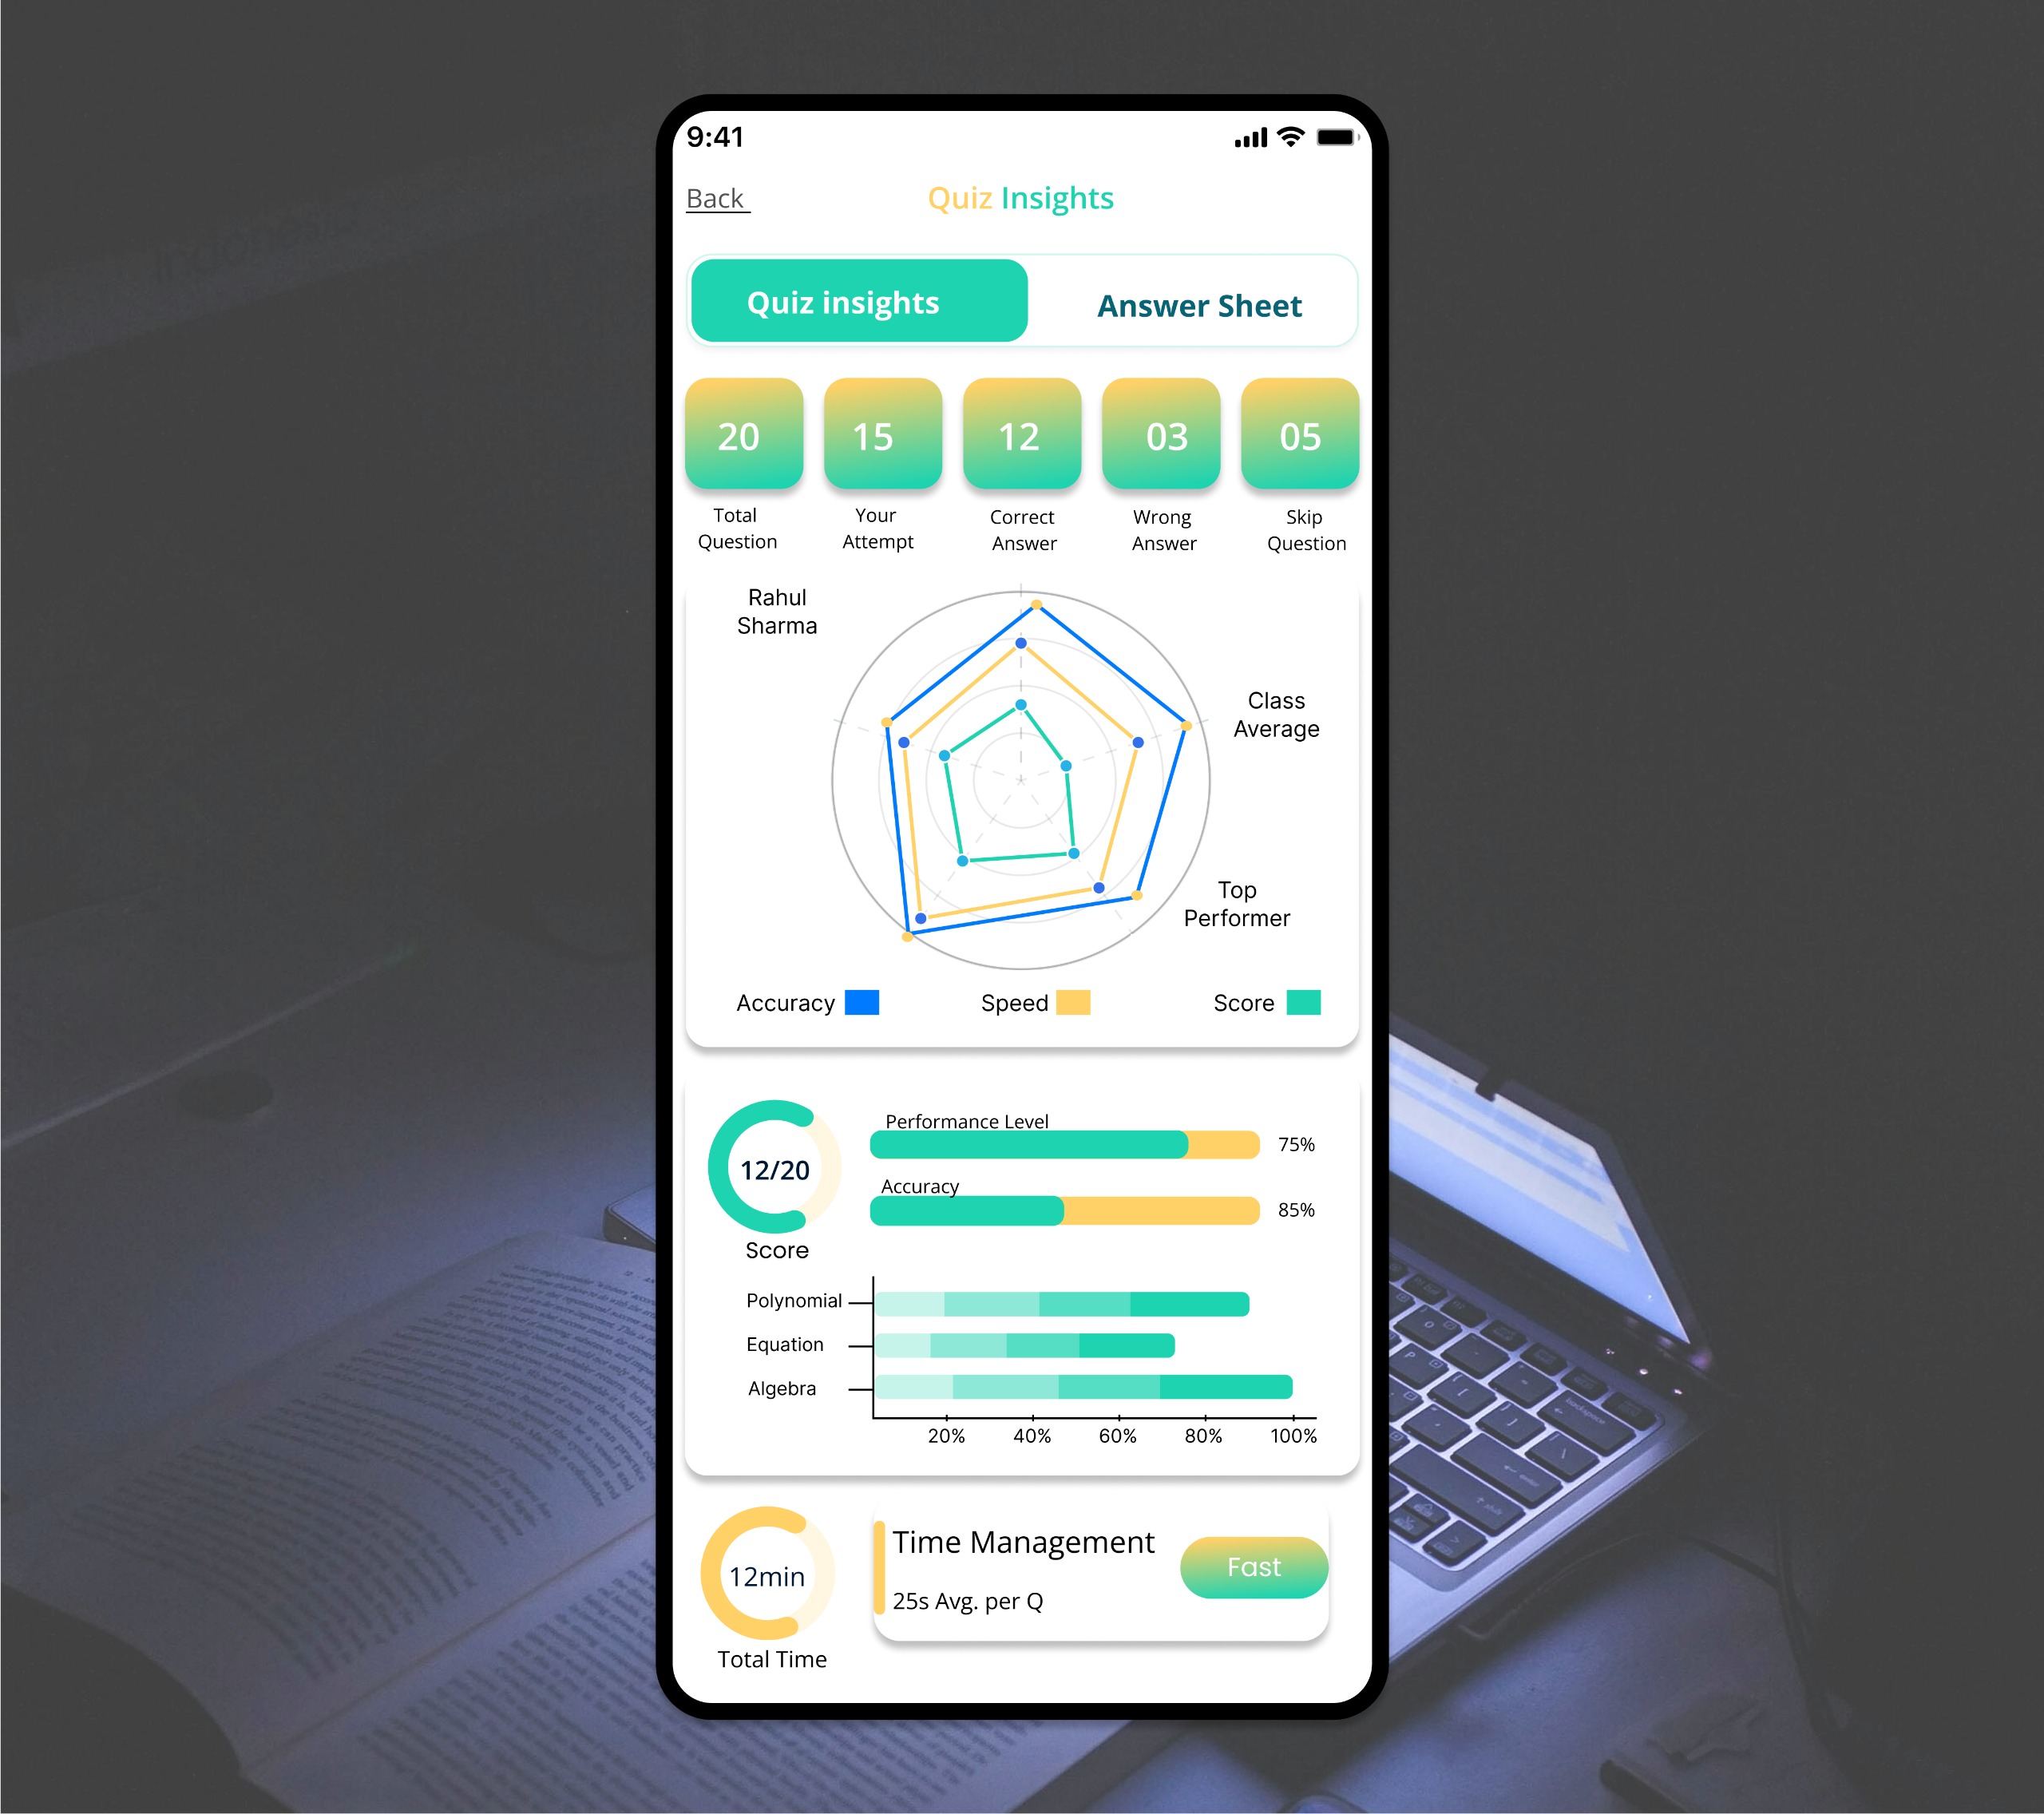 9:41
Back
Quiz Insights
Quiz insights
Answer Sheet
20
15
12
03
05
Total
Question
Your
Attempt
Correct
Answer
Wrong
Answer
Skip
Question
Rahul
Sharma
Class
Average
Top
Performer
Accuracy
Speed
Score
12/20
Score
Performance Level
75%
Accuracy
85%
Polynomial
Equation
Algebra
20%
40%
60%
80%
100%
12min
Total Time
Time Management
25s Avg. per Q
Fast